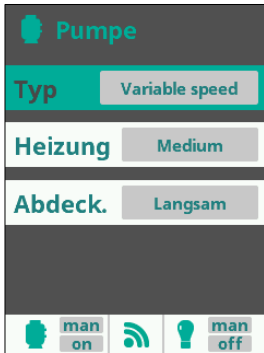 Pumpe
Typ Variable speed
Heizung Medium
Abdeck. Langsam
man man
on off